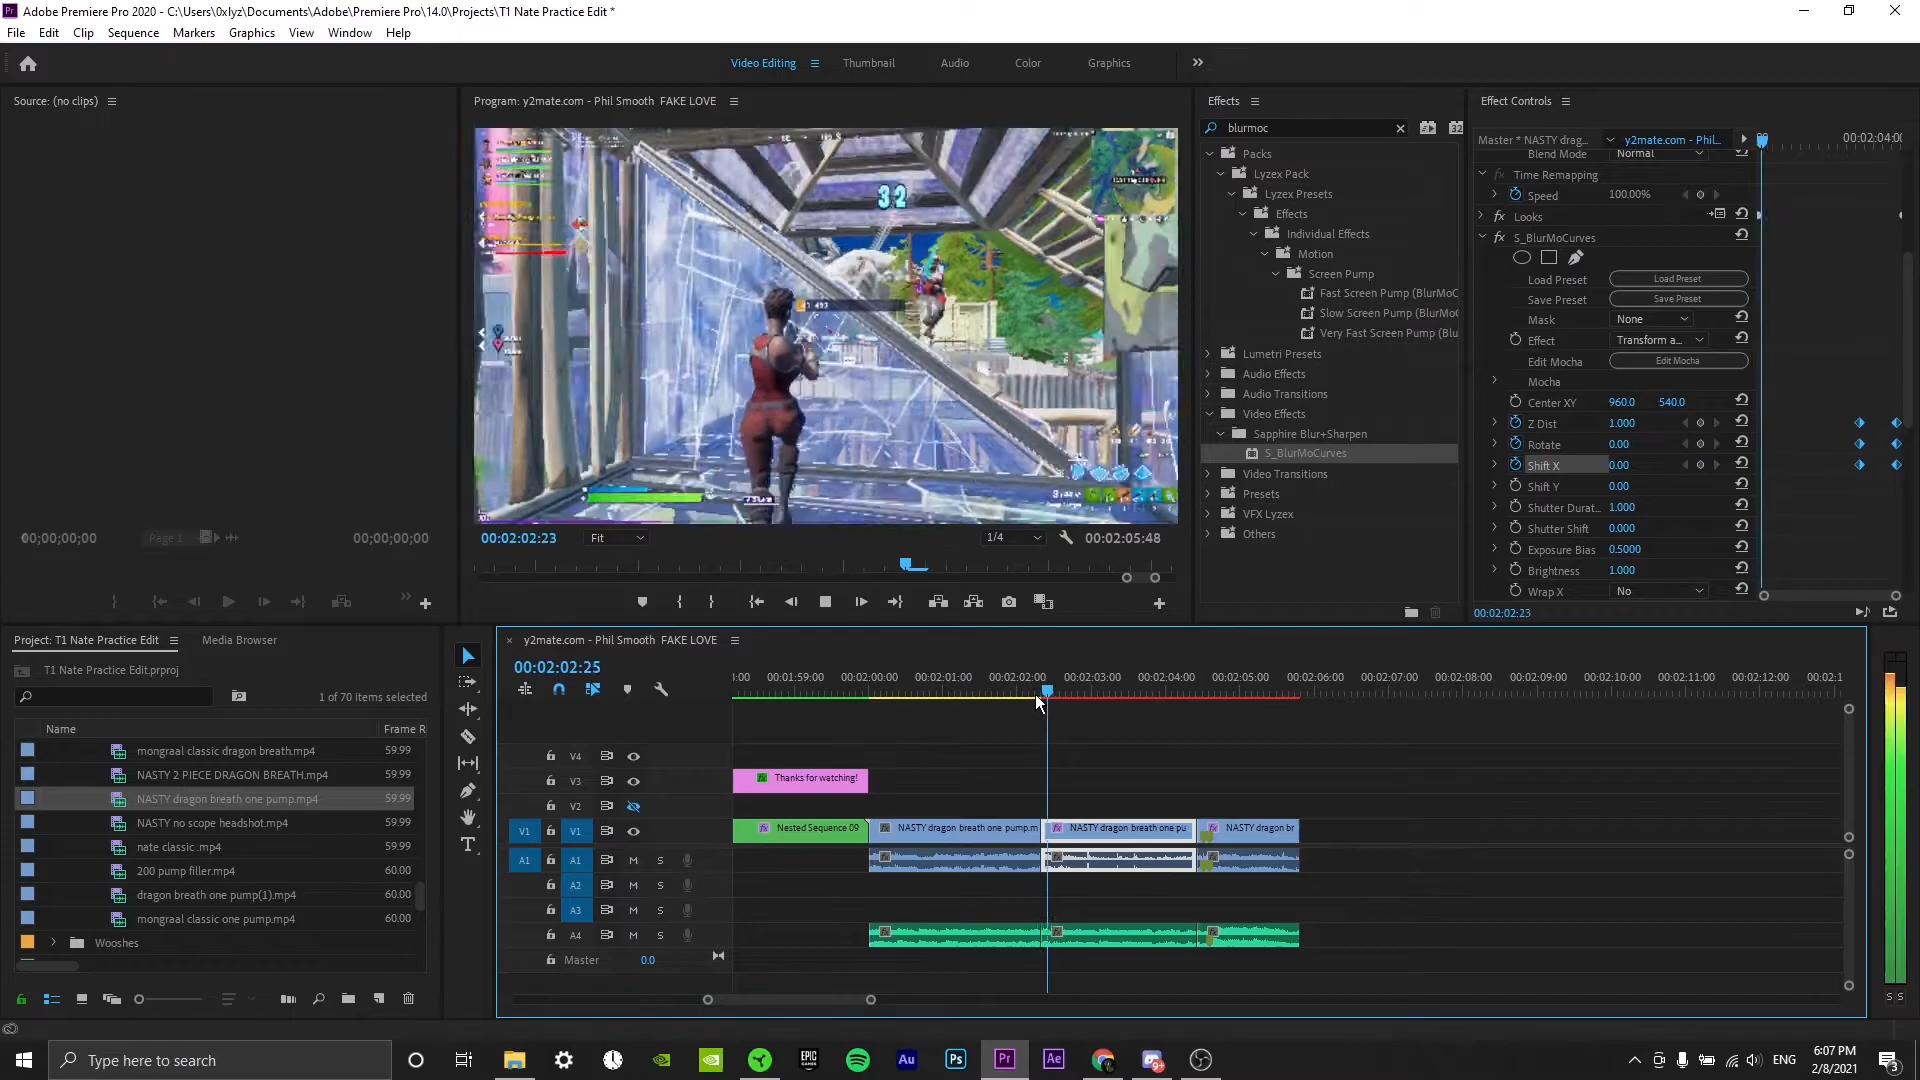 Adobe Premiere Pro 2020 - C:\Users\0xlyz\Documents\Adobe\Premiere Pro\14.0\Projects\T1 Nate Practice Edit *
File Edit Clip Sequence Markers Graphics View Window Help
Video Editing Thumbnail Audio Color Graphics
Source: (no clips)
00;00;00;00 Page 1 00;00;00;00
Program: y2mate.com - Phil Smooth FAKE LOVE
32
00:02:02:23 Fit 1/4 00:02:05:48
Effects
blurmoc
32
Packs
Lyzex Pack
Lyzex Presets
Effects
Individual Effects
Motion
Screen Pump
Fast Screen Pump (BlurMoC
Slow Screen Pump (BlurMoC
Very Fast Screen Pump (Blu
Lumetri Presets
Audio Effects
Audio Transitions
Video Effects
Sapphire Blur+Sharpen
S_BlurMoCurves
Video Transitions
Presets
VFX Lyzex
Others
Effect Controls
Master * NASTY drag... y2mate.com - Phil... 00:02:04:0
Blend Mode Normal
Time Remapping
Speed 100.00%
Looks
S_BlurMoCurves
Load Preset Load Preset
Save Preset Save Preset
Mask None
Effect Transform a...
Edit Mocha Edit Mocha
Mocha
Center XY 960.0 540.0
Z Dist 1.000
Rotate 0.00
Shift X 0.00
Shift Y 0.00
Shutter Durat... 1.000
Shutter Shift 0.000
Exposure Bias 0.5000
Brightness 1.000
Wrap X No
00:02:02:23
Project: T1 Nate Practice Edit Media Browser
T1 Nate Practice Edit.prproj
1 of 70 items selected
Name Frame R
mongraal classic dragon breath.mp4 59.99
NASTY 2 PIECE DRAGON BREATH.mp4 59.99
NASTY dragon breath one pump.mp4 59.99
NASTY no scope headshot.mp4 59.99
nate classic .mp4 59.99
200 pump filler.mp4 60.00
dragon breath one pump(1).mp4 60.00
mongraal classic one pump.mp4 60.00
Wooshes
y2mate.com - Phil Smooth FAKE LOVE
00:02:02:25
:00 00:01:59:00 00:02:00:00 00:02:01:00 00:02:02:00 00:02:03:00 00:02:04:00 00:02:05:00 00:02:06:00 00:02:07:00 00:02:08:00 00:02:09:00 00:02:10:00 00:02:11:00 00:02:12:00 00:02:1
V4
V3 Thanks for watching!
V2
V1 V1 Nested Sequence 09 NASTY dragon breath one pump.m NASTY dragon breath one pu NASTY dragon br
A1 A1 M S
A2 M S
A3 M S
A4 M S
Master 0.0
S S
Type here to search
EPIC GAMES
Au Ps Pr Ae
9+
ENG
6:07 PM
2/8/2021
3